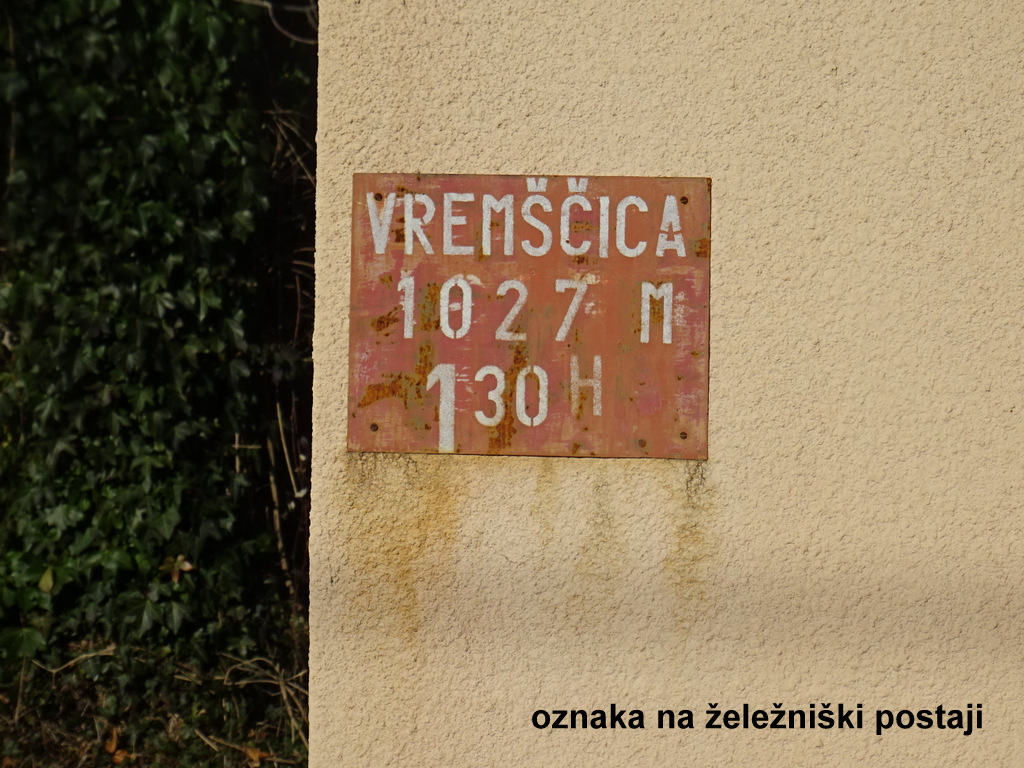 VREMŠČICA
1027 M
1 30 H
oznaka na železniški postaji